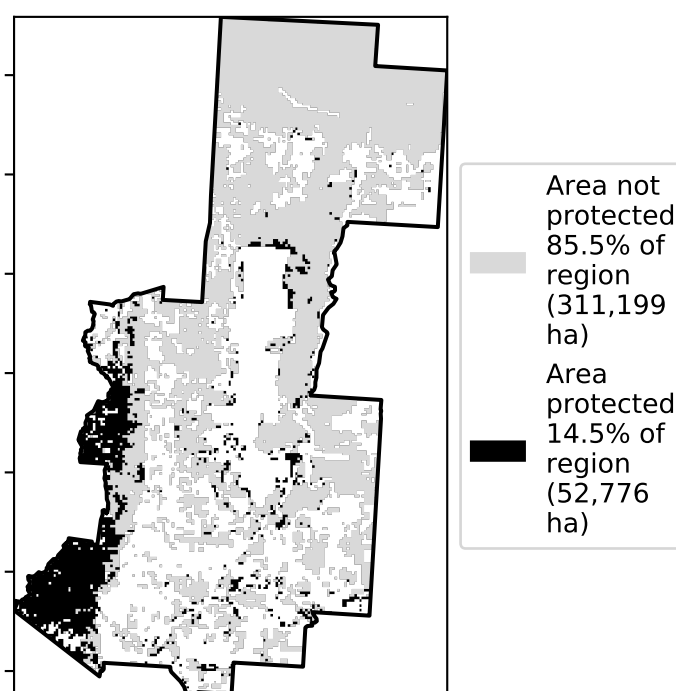 Area not
protected
85.5% of
region
(311,199
ha)
Area
protected
14.5% of
region
(52,776
ha)